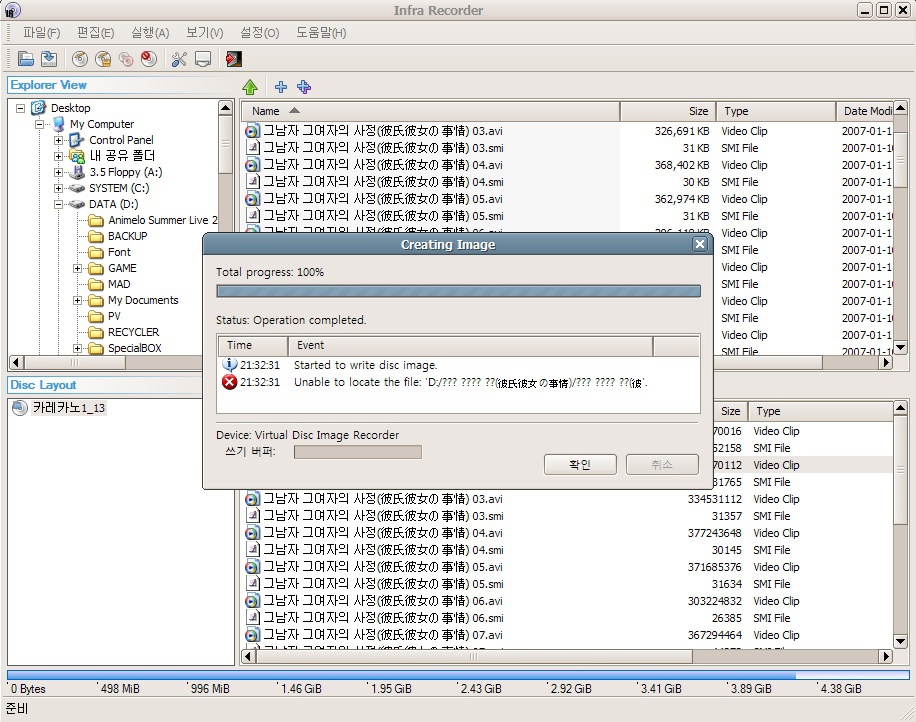 Infra Recorder
파일(F) 편집(E) 실행(A) 보기(V) 설정(O) 도움말(H)
Explorer View
Desktop
My Computer
Control Panel
내 공유 폴더
3.5 Floppy (A:)
SYSTEM (C:)
DATA (D:)
Animelo Summer Live 2
BACKUP
Font
GAME
MAD
My Documents
PV
RECYCLER
SpecialBOX
Name Size Type Date Modi
그남자 그여자의 사정(彼氏彼女の 事情) 03.avi 326,691 KB Video Clip 2007-01-1
그남자 그여자의 사정(彼氏彼女の 事情) 03.smi 31 KB SMI File 2007-01-10
그남자 그여자의 사정(彼氏彼女の 事情) 04.avi 368,402 KB Video Clip 2007-01-1
그남자 그여자의 사정(彼氏彼女の 事情) 04.smi 30 KB SMI File 2007-01-10
그남자 그여자의 사정(彼氏彼女の 事情) 05.avi 362,974 KB Video Clip 2007-01-1
그남자 그여자의 사정(彼氏彼女の 事情) 05.smi 31 KB SMI File 2007-01-10
Video Clip 2007-01-1
SMI File 2007-01-10
Video Clip 2007-01-1
SMI File 2007-01-10
Video Clip 2007-01-1
SMI File 2007-01-10
Video Clip 2007-01-1
SMI File 2007-01-10
Creating Image
Total progress: 100%
Status: Operation completed.
Time Event
21:32:31 Started to write disc image.
21:32:31 Unable to locate the file: 'D:/??? ???? ??(彼氏彼女の事情)/??? ???? ??(彼'.
Device: Virtual Disc Image Recorder
쓰기 버퍼:
확인 취소
Disc Layout
카레카노1_13
Size Type
70016 Video Clip
52158 SMI File
70112 Video Clip
31765 SMI File
그남자 그여자의 사정(彼氏彼女の 事情) 03.avi 334531112 Video Clip
그남자 그여자의 사정(彼氏彼女の 事情) 03.smi 31357 SMI File
그남자 그여자의 사정(彼氏彼女の 事情) 04.avi 377243648 Video Clip
그남자 그여자의 사정(彼氏彼女の 事情) 04.smi 30145 SMI File
그남자 그여자의 사정(彼氏彼女の 事情) 05.avi 371685376 Video Clip
그남자 그여자의 사정(彼氏彼女の 事情) 05.smi 31634 SMI File
그남자 그여자의 사정(彼氏彼女の 事情) 06.avi 303224832 Video Clip
그남자 그여자의 사정(彼氏彼女の 事情) 06.smi 26385 SMI File
그남자 그여자의 사정(彼氏彼女の 事情) 07.avi 367294464 Video Clip
0 Bytes 498 MiB 996 MiB 1.46 GiB 1.95 GiB 2.43 GiB 2.92 GiB 3.41 GiB 3.89 GiB 4.38 GiB
준비